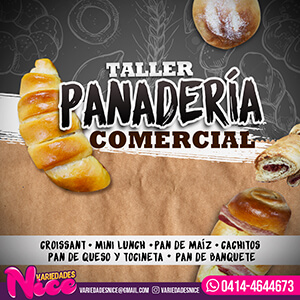 TALLER
PANADERÍA
COMERCIAL
CROISSANT • MINI LUNCH • PAN DE MAÍZ • CACHITOS
PAN DE QUESO Y TOCINETA • PAN DE BANQUETE
VARIEDADES
Nice
VARIEDADESNICE@GMAIL.COM VARIEDADESNICE 0414-4644673